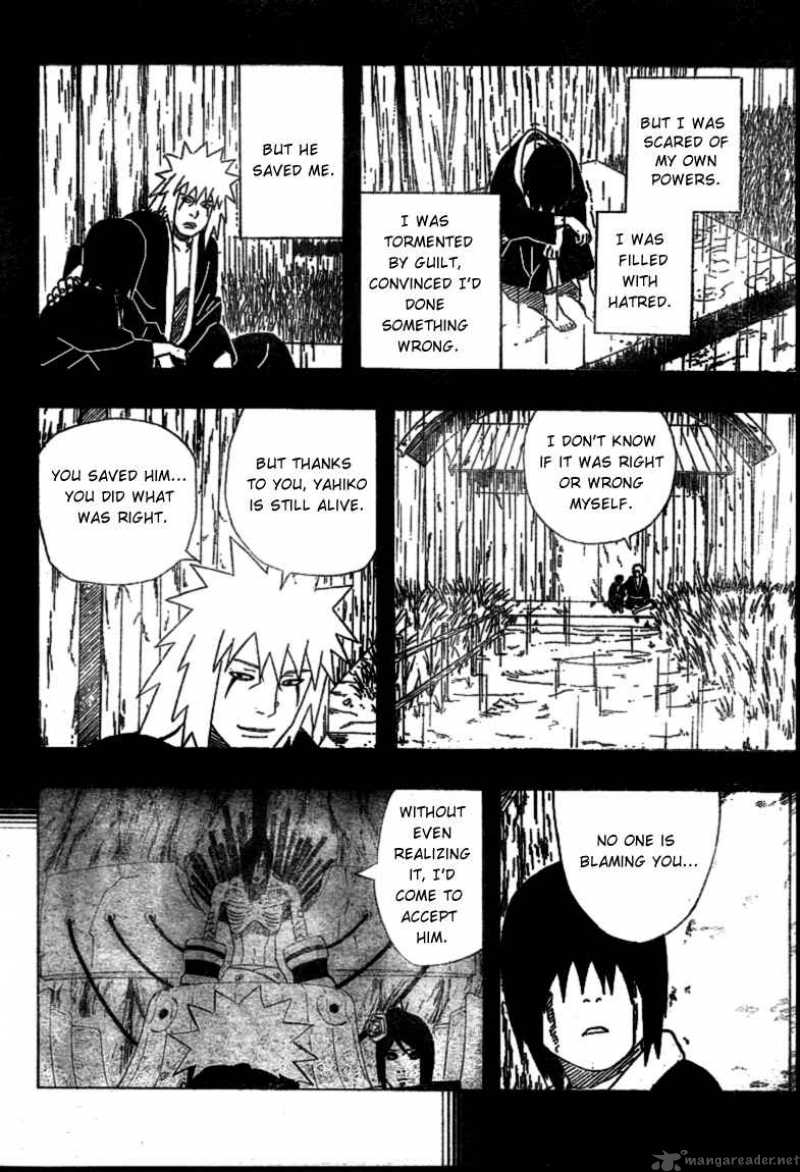 BUT I WAS
SCARED OF
MY OWN
POWERS.
I WAS
FILLED
WITH
HATRED.
I WAS
TORMENTED
BY GUILT,
CONVINCED I'D
DONE
SOMETHING
WRONG.
BUT HE
SAVED ME.
I DON'T KNOW
IF IT WAS RIGHT
OR WRONG
MYSELF.
BUT THANKS
TO YOU, YAHIKO
IS STILL ALIVE.
YOU SAVED HIM...
YOU DID WHAT
WAS RIGHT.
NO ONE IS
BLAMING YOU...
WITHOUT
EVEN
REALIZING
IT, I'D
COME TO
ACCEPT
HIM.
mangareader.net